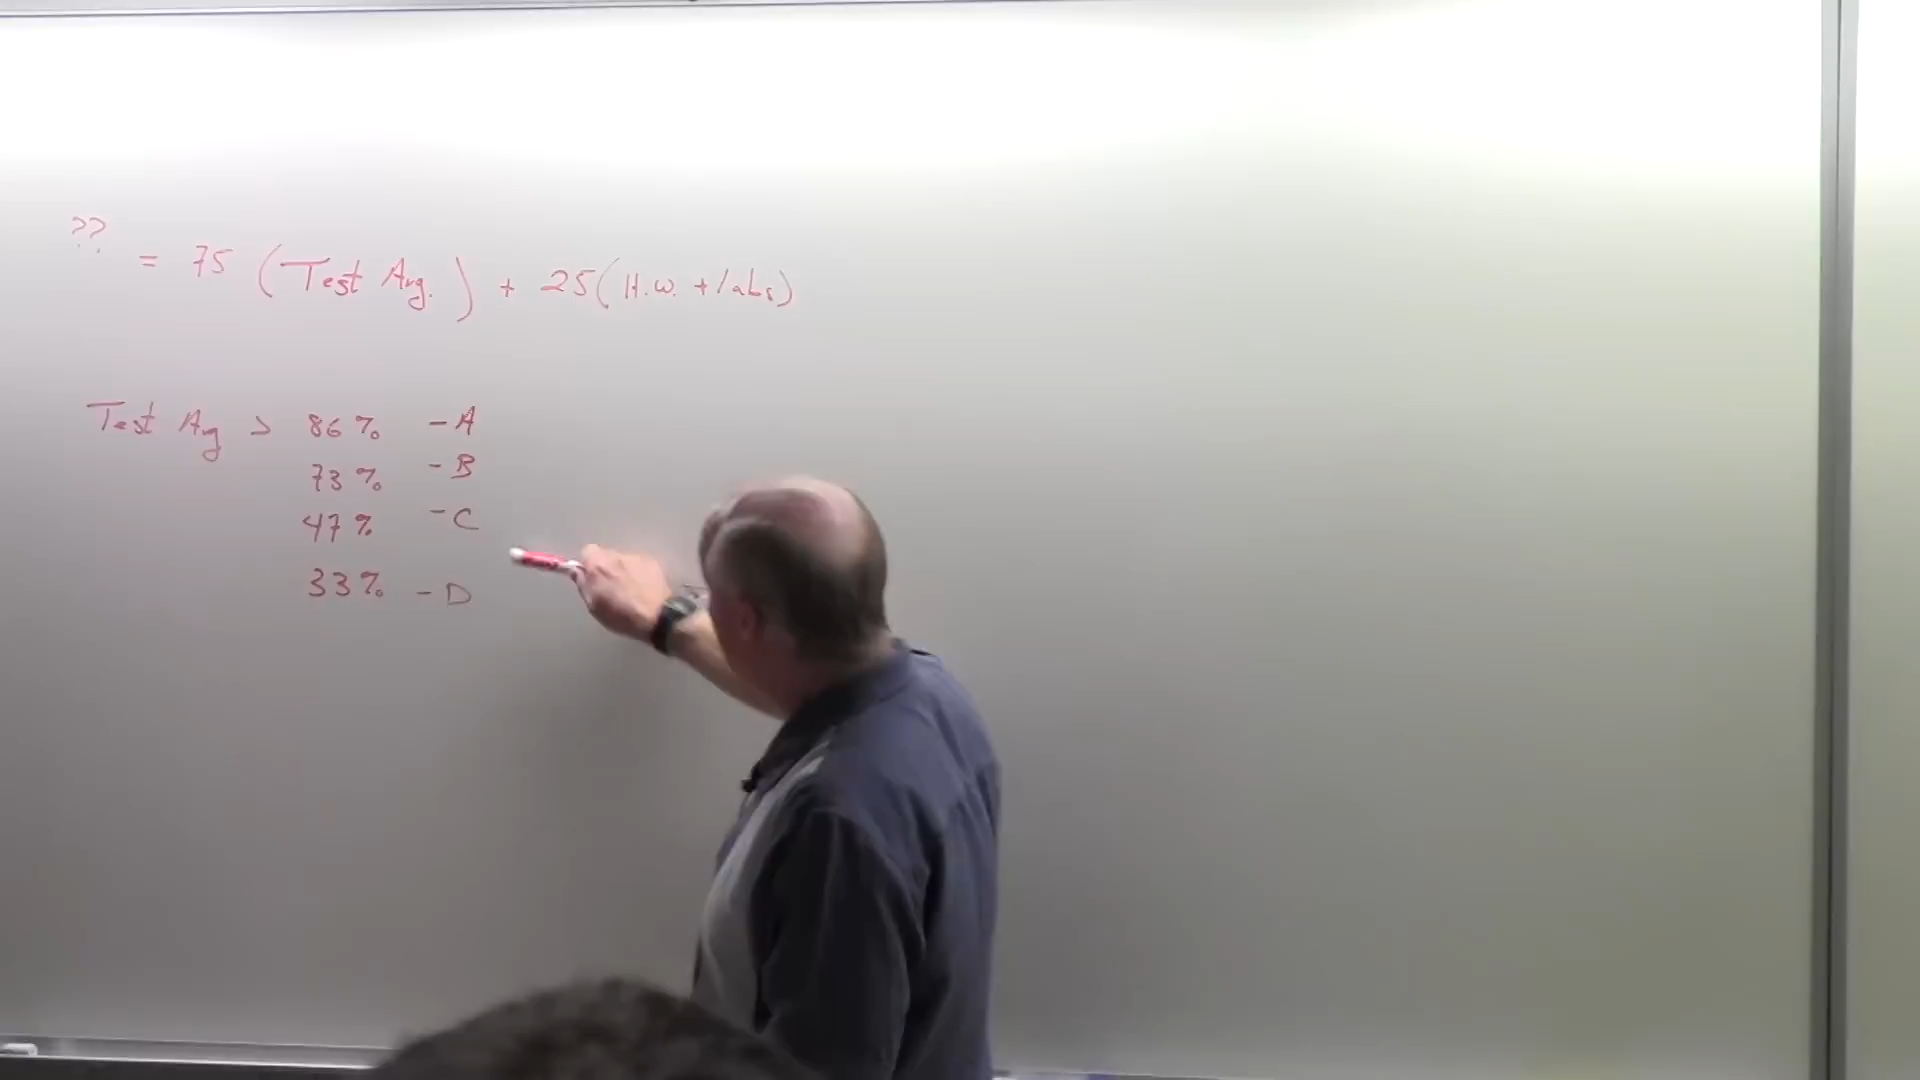 ??
= 75 (Test Avg.) + 25(H.w. + labs)
Test Avg > 86% - A
73% - B
47% - C
33% - D